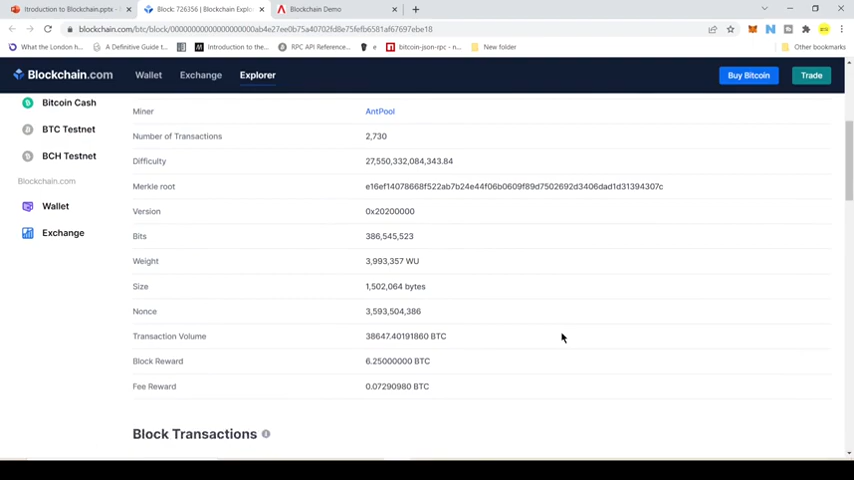 Itroduction to Blockchain.pptx -
Block: 726356 | Blockchain Explo
Blockchain Demo
blockchain.com/btc/block/00000000000000000000ab4e27ee0b75a40702fd8e75fefb6581af67697ebe18
What the London h...
A Definitive Guide t...
Introduction to the...
RPC API Reference...
e
bitcoin-json-rpc - n...
New folder
Other bookmarks
Blockchain.com
Wallet
Exchange
Explorer
Buy Bitcoin
Trade
Bitcoin Cash
BTC Testnet
BCH Testnet
Blockchain.com
Wallet
Exchange
Miner AntPool
Number of Transactions 2,730
Difficulty 27,550,332,084,343.84
Merkle root e16ef14078668f522ab7b24e44f06b0609f89d7502692d3406dad1d31394307c
Version 0x20200000
Bits 386,545,523
Weight 3,993,357 WU
Size 1,502,064 bytes
Nonce 3,593,504,386
Transaction Volume 38647.40191860 BTC
Block Reward 6.25000000 BTC
Fee Reward 0.07290980 BTC
Block Transactions